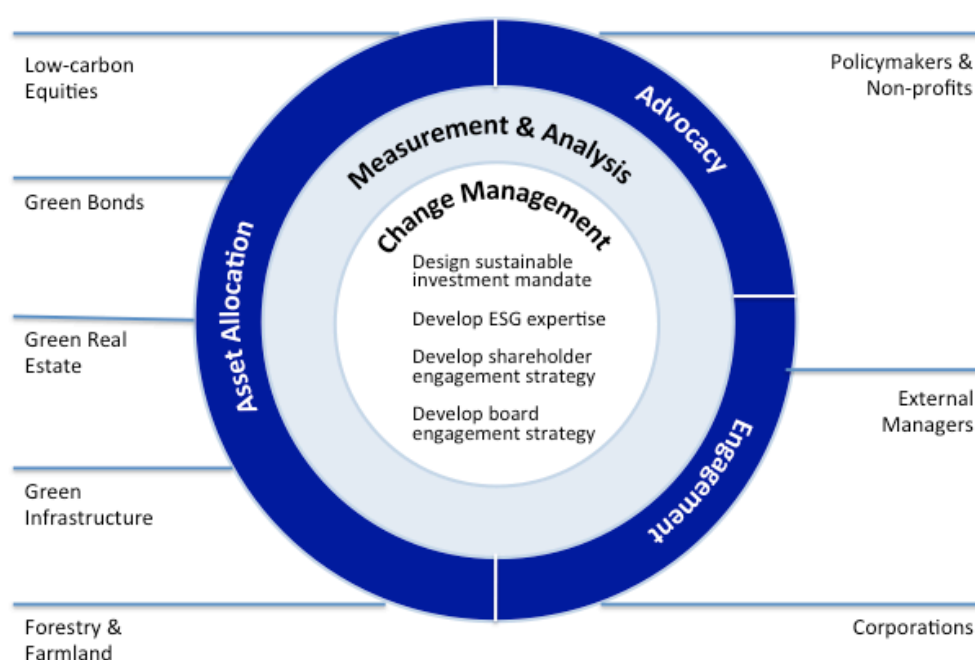 Low-carbon
Equities
Green Bonds
Green Real
Estate
Green
Infrastructure
Forestry &
Farmland
Asset Allocation
Measurement & Analysis
Change Management
Design sustainable
investment mandate
Develop ESG expertise
Develop shareholder
engagement strategy
Develop board
engagement strategy
Advocacy
Engagement
Policymakers &
Non-profits
External
Managers
Corporations